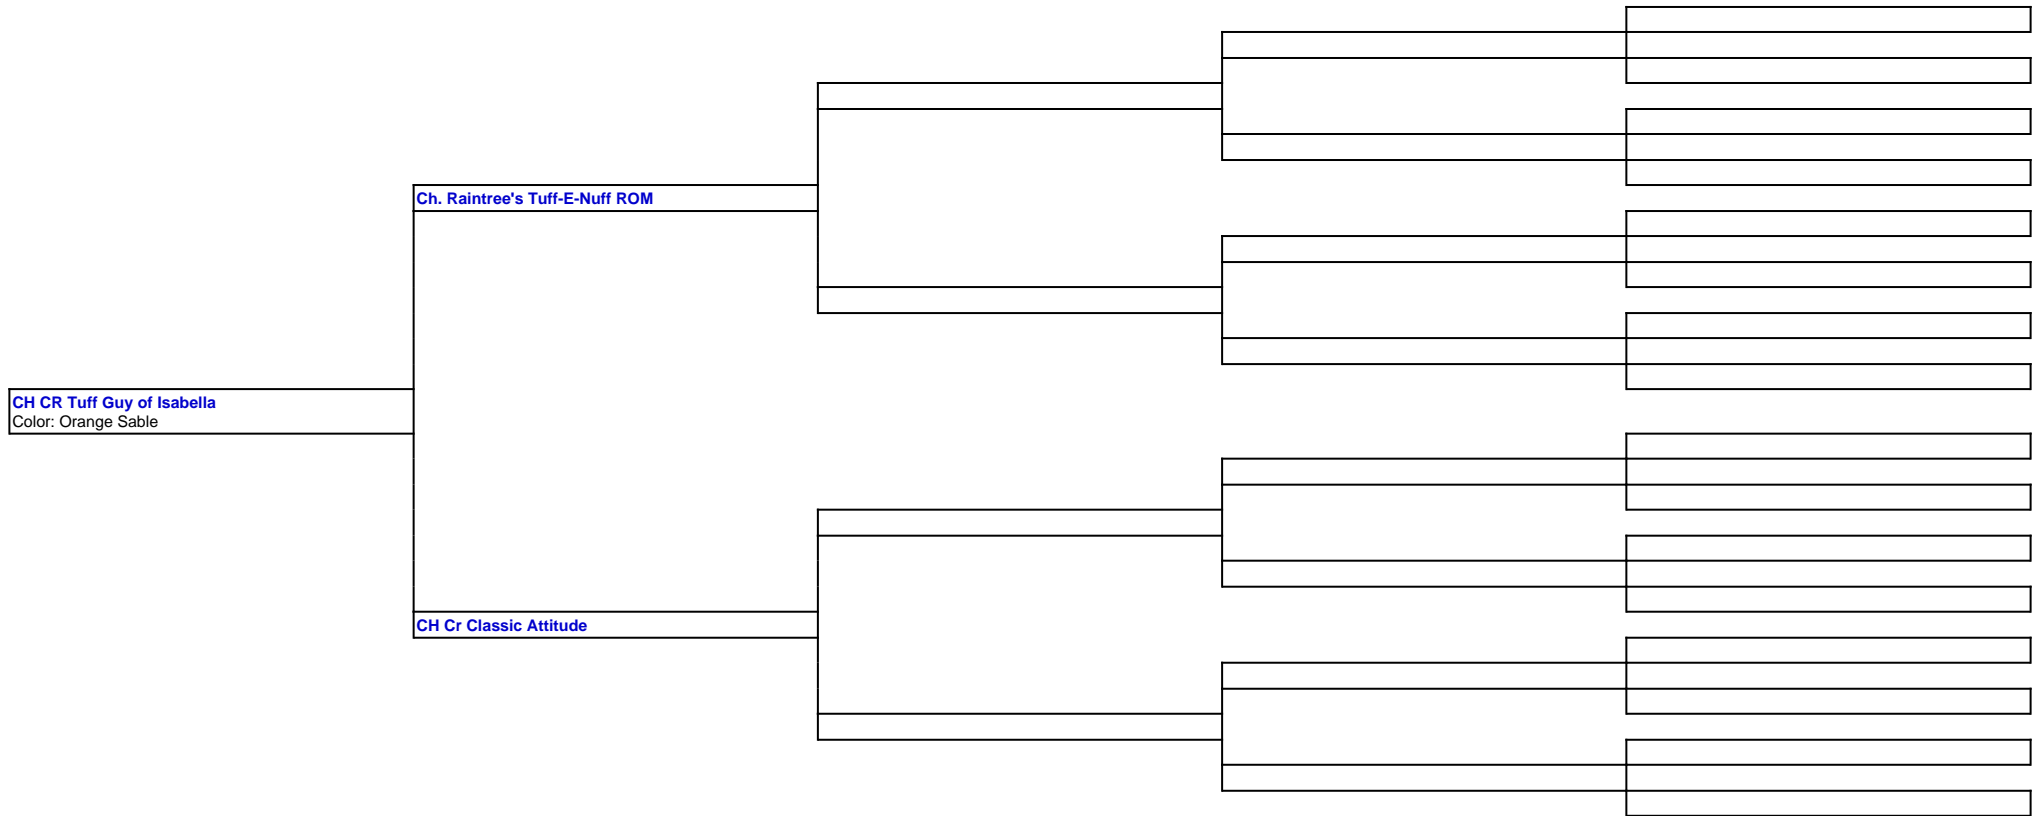 Ch. Raintree's Tuff-E-Nuff ROM
CH CR Tuff Guy of Isabella
Color: Orange Sable
CH Cr Classic Attitude